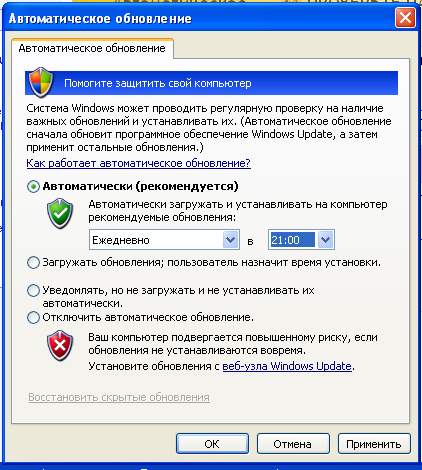 Автоматическое обновление
Автоматическое обновление
Помогите защитить свой компьютер
Система Windows может проводить регулярную проверку на наличие
важных обновлений и устанавливать их. (Автоматическое обновление
сначала обновит программное обеспечение Windows Update, а затем
применит остальные обновления.)
Как работает автоматическое обновление?
Автоматически (рекомендуется)
Автоматически загружать и устанавливать на компьютер
рекомендуемые обновления:
Ежедневно в 21:00
Загружать обновления; пользователь назначит время установки.
Уведомлять, но не загружать и не устанавливать их
автоматически.
Отключить автоматическое обновление.
Ваш компьютер подвергается повышенному риску, если
обновления не устанавливаются вовремя.
Установите обновления с веб-узла Windows Update.
Восстановить скрытые обновления
ОК Отмена Применить